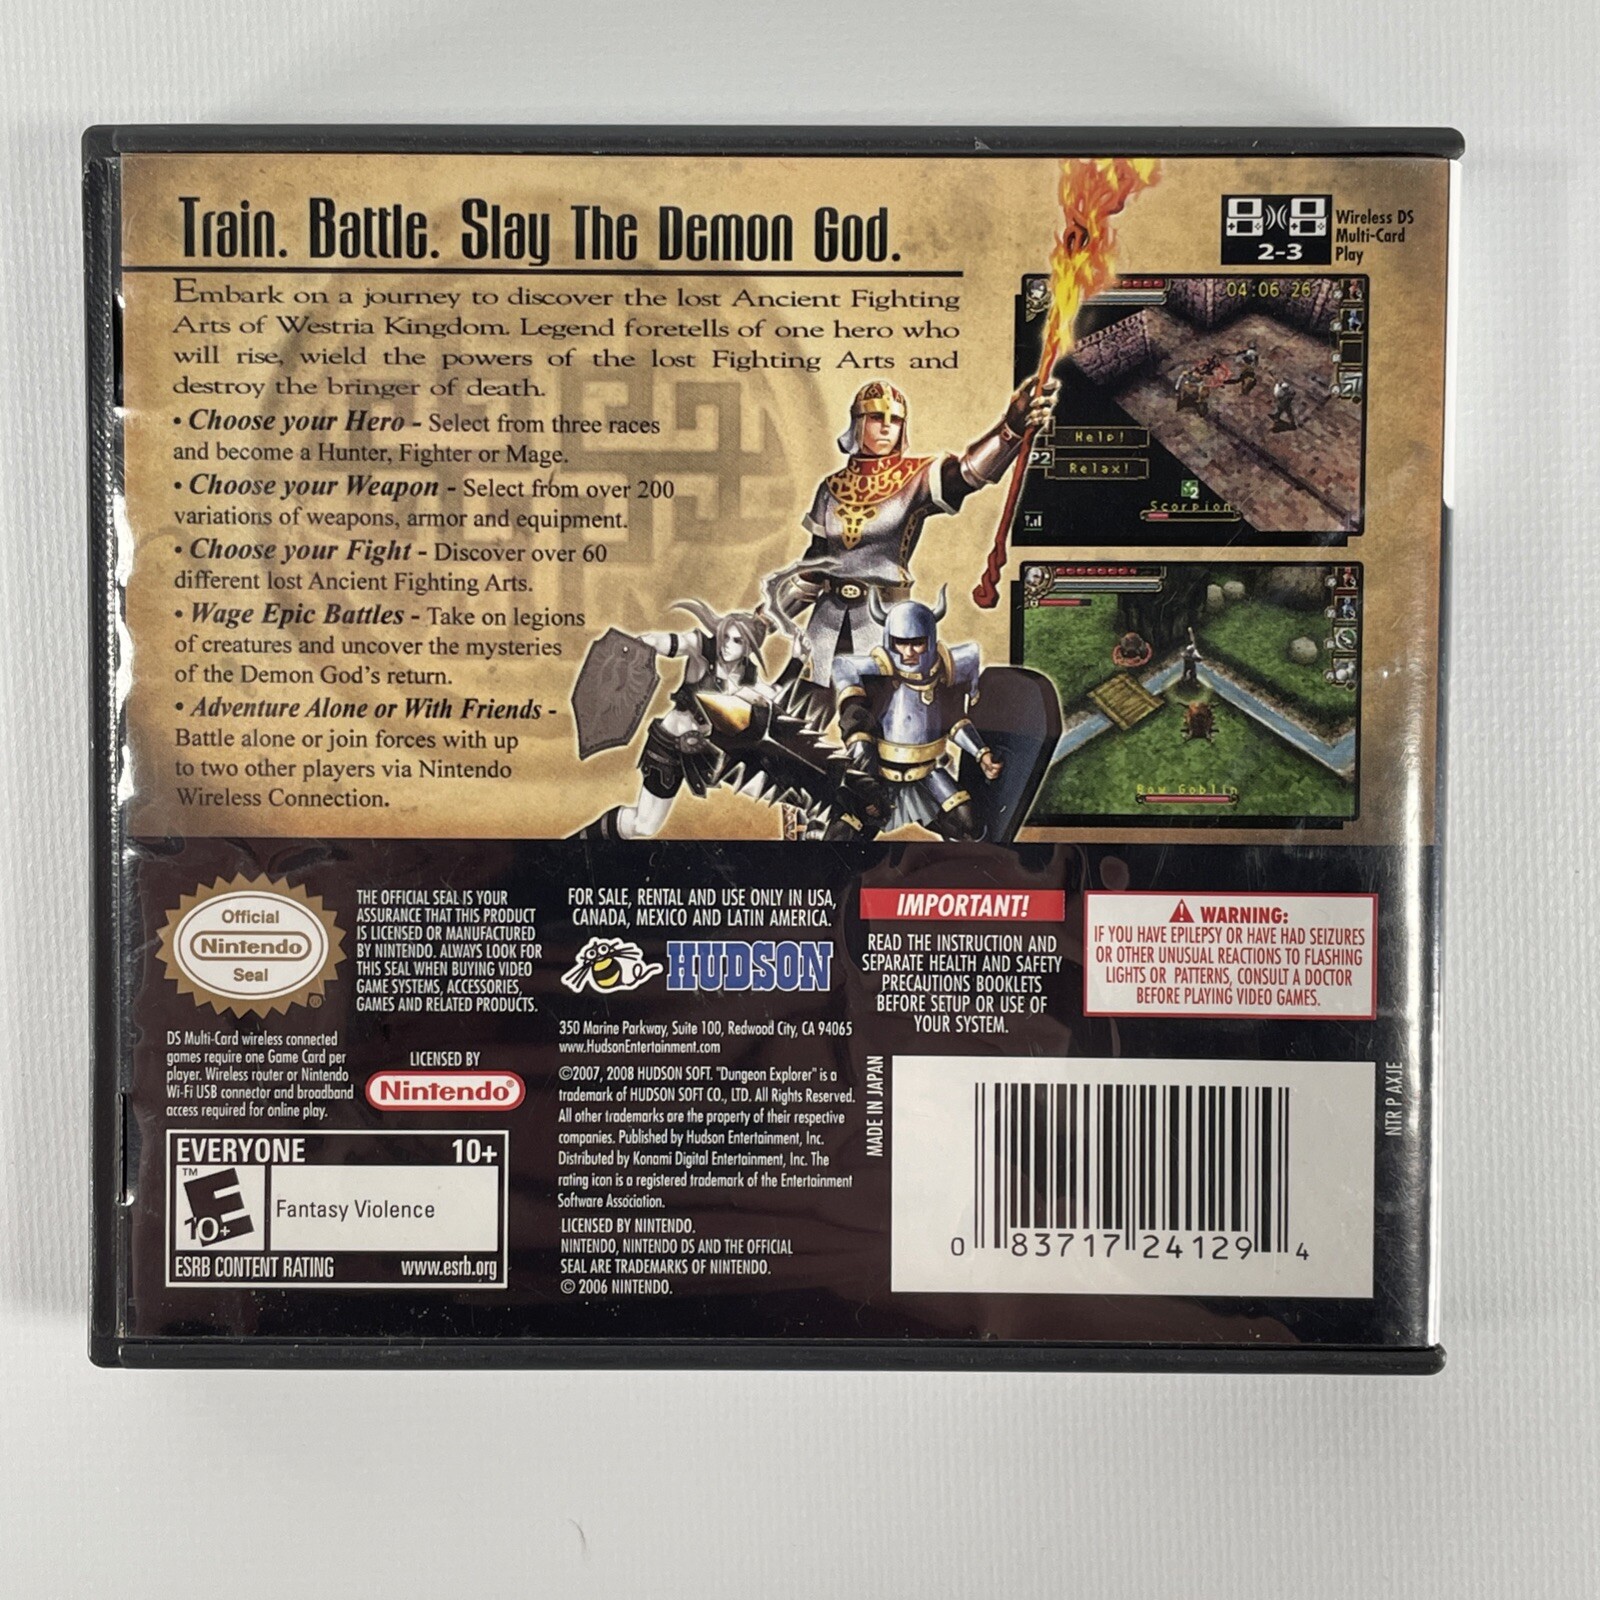 Train. Battle. Slay The Demon God.
Embark on a journey to discover the lost Ancient Fighting
Arts of Westria Kingdom. Legend foretells of one hero who
will rise, wield the powers of the lost Fighting Arts and
destroy the bringer of death.
• Choose your Hero - Select from three races
and become a Hunter, Fighter or Mage.
• Choose your Weapon - Select from over 200
variations of weapons, armor and equipment.
• Choose your Fight - Discover over 60
different lost Ancient Fighting Arts.
• Wage Epic Battles - Take on legions
of creatures and uncover the mysteries
of the Demon God's return.
• Adventure Alone or With Friends -
Battle alone or join forces with up
to two other players via Nintendo
Wireless Connection.
2-3
Wireless DS
Multi-Card
Play
04:06 26
Help!
P2
Relax!
2
Scorpion
Bow Goblin
Official
Nintendo
Seal
®
THE OFFICIAL SEAL IS YOUR
ASSURANCE THAT THIS PRODUCT
IS LICENSED OR MANUFACTURED
BY NINTENDO. ALWAYS LOOK FOR
THIS SEAL WHEN BUYING VIDEO
GAME SYSTEMS, ACCESSORIES,
GAMES AND RELATED PRODUCTS.
DS Multi-Card wireless connected
games require one Game Card per
player. Wireless router or Nintendo
Wi-Fi USB connector and broadband
access required for online play.
LICENSED BY
Nintendo®
EVERYONE 10+
TM
E
10+
Fantasy Violence
ESRB CONTENT RATING www.esrb.org
FOR SALE, RENTAL AND USE ONLY IN USA,
CANADA, MEXICO AND LATIN AMERICA.
HUDSON
350 Marine Parkway, Suite 100, Redwood City, CA 94065
www.HudsonEntertainment.com
©2007, 2008 HUDSON SOFT. "Dungeon Explorer" is a
trademark of HUDSON SOFT CO., LTD. All Rights Reserved.
All other trademarks are the property of their respective
companies. Published by Hudson Entertainment, Inc.
Distributed by Konami Digital Entertainment, Inc. The
rating icon is a registered trademark of the Entertainment
Software Association.
LICENSED BY NINTENDO.
NINTENDO, NINTENDO DS AND THE OFFICIAL
SEAL ARE TRADEMARKS OF NINTENDO.
© 2006 NINTENDO.
IMPORTANT!
READ THE INSTRUCTION AND
SEPARATE HEALTH AND SAFETY
PRECAUTIONS BOOKLETS
BEFORE SETUP OR USE OF
YOUR SYSTEM.
WARNING:
IF YOU HAVE EPILEPSY OR HAVE HAD SEIZURES
OR OTHER UNUSUAL REACTIONS TO FLASHING
LIGHTS OR PATTERNS, CONSULT A DOCTOR
BEFORE PLAYING VIDEO GAMES.
MADE IN JAPAN
0 83717 24129 4
NTR P AXJE